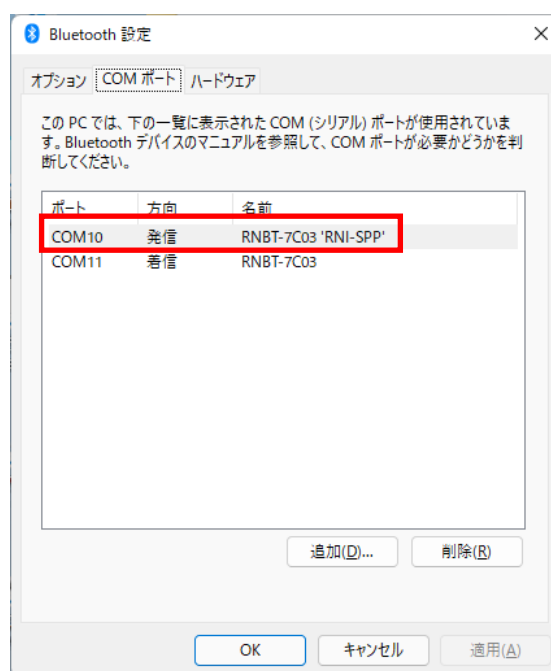 Bluetooth 設定
オプション COM ポート ハードウェア
この PC では、下の一覧に表示された COM (シリアル) ポートが使用されていま
す。Bluetooth デバイスのマニュアルを参照して、COM ポートが必要かどうかを判
断してください。
ポート 方向 名前
COM10 発信 RNBT-7C03 'RNI-SPP'
COM11 着信 RNBT-7C03
追加(D)... 削除(R)
OK キャンセル 適用(A)